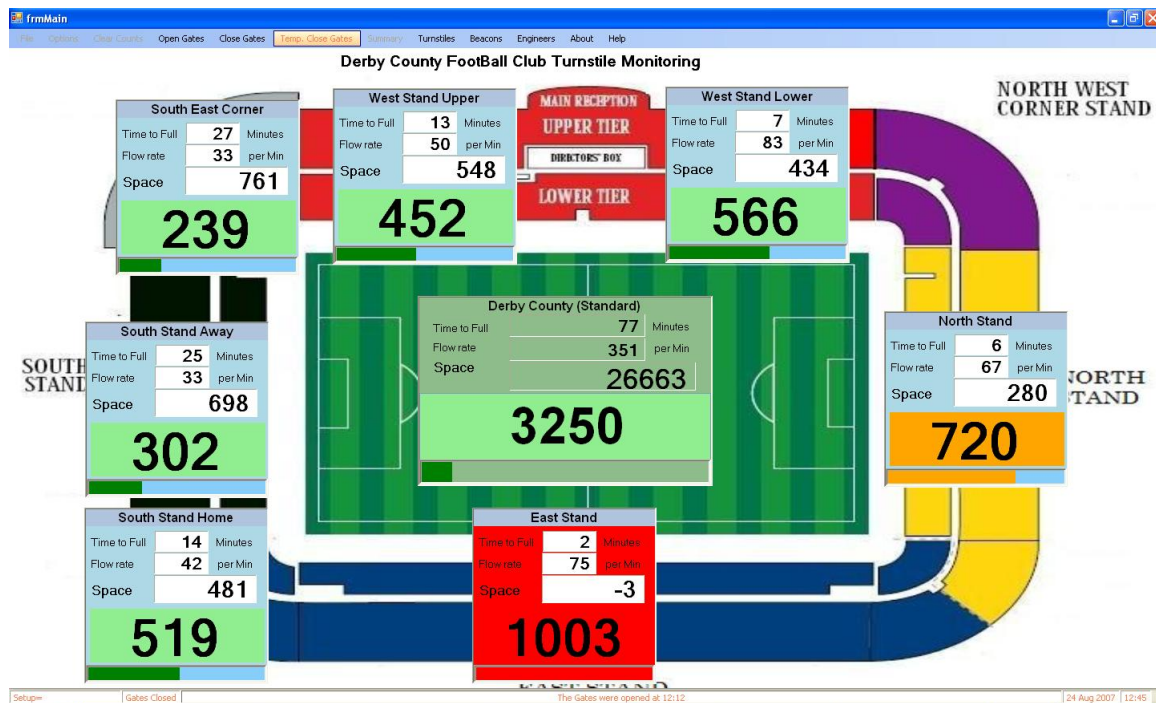 frmMain
File Options Clear Counts Open Gates Close Gates Temp. Close Gates Summary Turnstiles Beacons Engineers About Help
Derby County FootBall Club Turnstile Monitoring
South East Corner
Time to Full 27 Minutes
Flow rate 33 per Min
Space 761
239
West Stand Upper
Time to Full 13 Minutes
Flow rate 50 per Min
Space 548
452
MAIN RECEPTION
UPPER TIER
DIRECTORS' BOX
LOWER TIER
West Stand Lower
Time to Full 7 Minutes
Flow rate 83 per Min
Space 434
566
NORTH WEST
CORNER STAND
SOUTH
STAND
South Stand Away
Time to Full 25 Minutes
Flow rate 33 per Min
Space 698
302
Derby County (Standard)
Time to Full 77 Minutes
Flow rate 351 per Min
Space 26663
3250
North Stand
Time to Full 6 Minutes
Flow rate 67 per Min
Space 280
720
NORTH
STAND
South Stand Home
Time to Full 14 Minutes
Flow rate 42 per Min
Space 481
519
East Stand
Time to Full 2 Minutes
Flow rate 75 per Min
Space -3
1003
EAST STAND
Setup= Gates Closed The Gates were opened at 12:12 24 Aug 2007 12:45